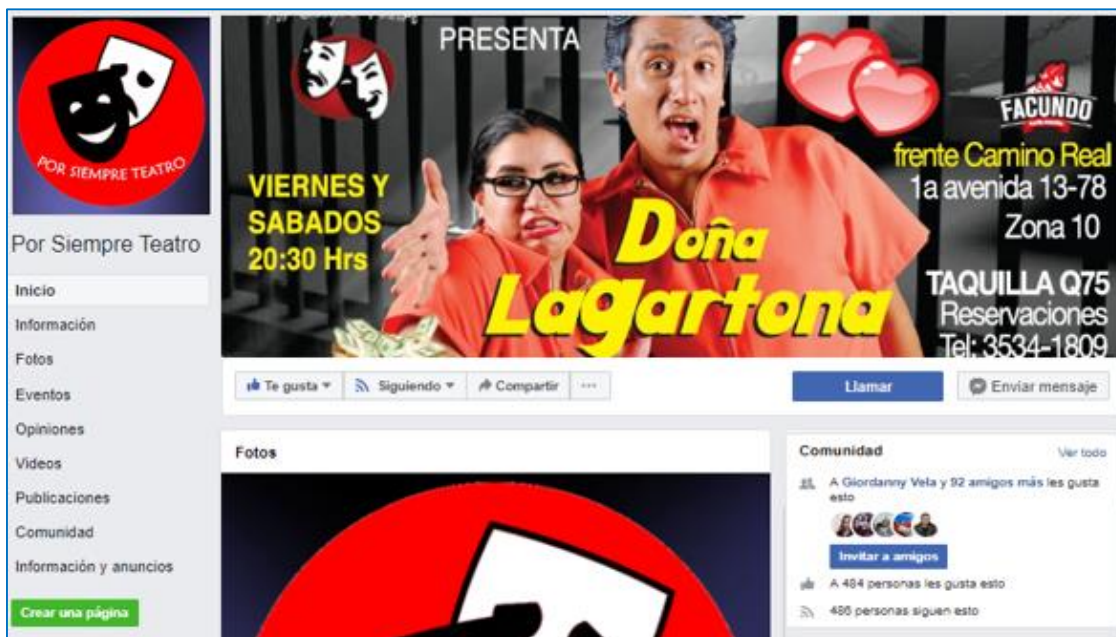 POR SIEMPRE TEATRO
Por Siempre Teatro
Inicio
Información
Fotos
Eventos
Opiniones
Videos
Publicaciones
Comunidad
Información y anuncios
Crear una página
Por Siempre Teatro
PRESENTA
VIERNES Y
SABADOS
20:30 Hrs
Doña
Lagartona
FACUNDO
frente Camino Real
1a avenida 13-78
Zona 10
TAQUILLA Q75
Reservaciones
Tel: 3534-1809
Te gusta
Siguiendo
Compartir
Llamar
Enviar mensaje
Fotos
Comunidad
Ver todo
A Giordanny Vela y 92 amigos más les gusta
esto
Invitar a amigos
A 484 personas les gusta esto
486 personas siguen esto